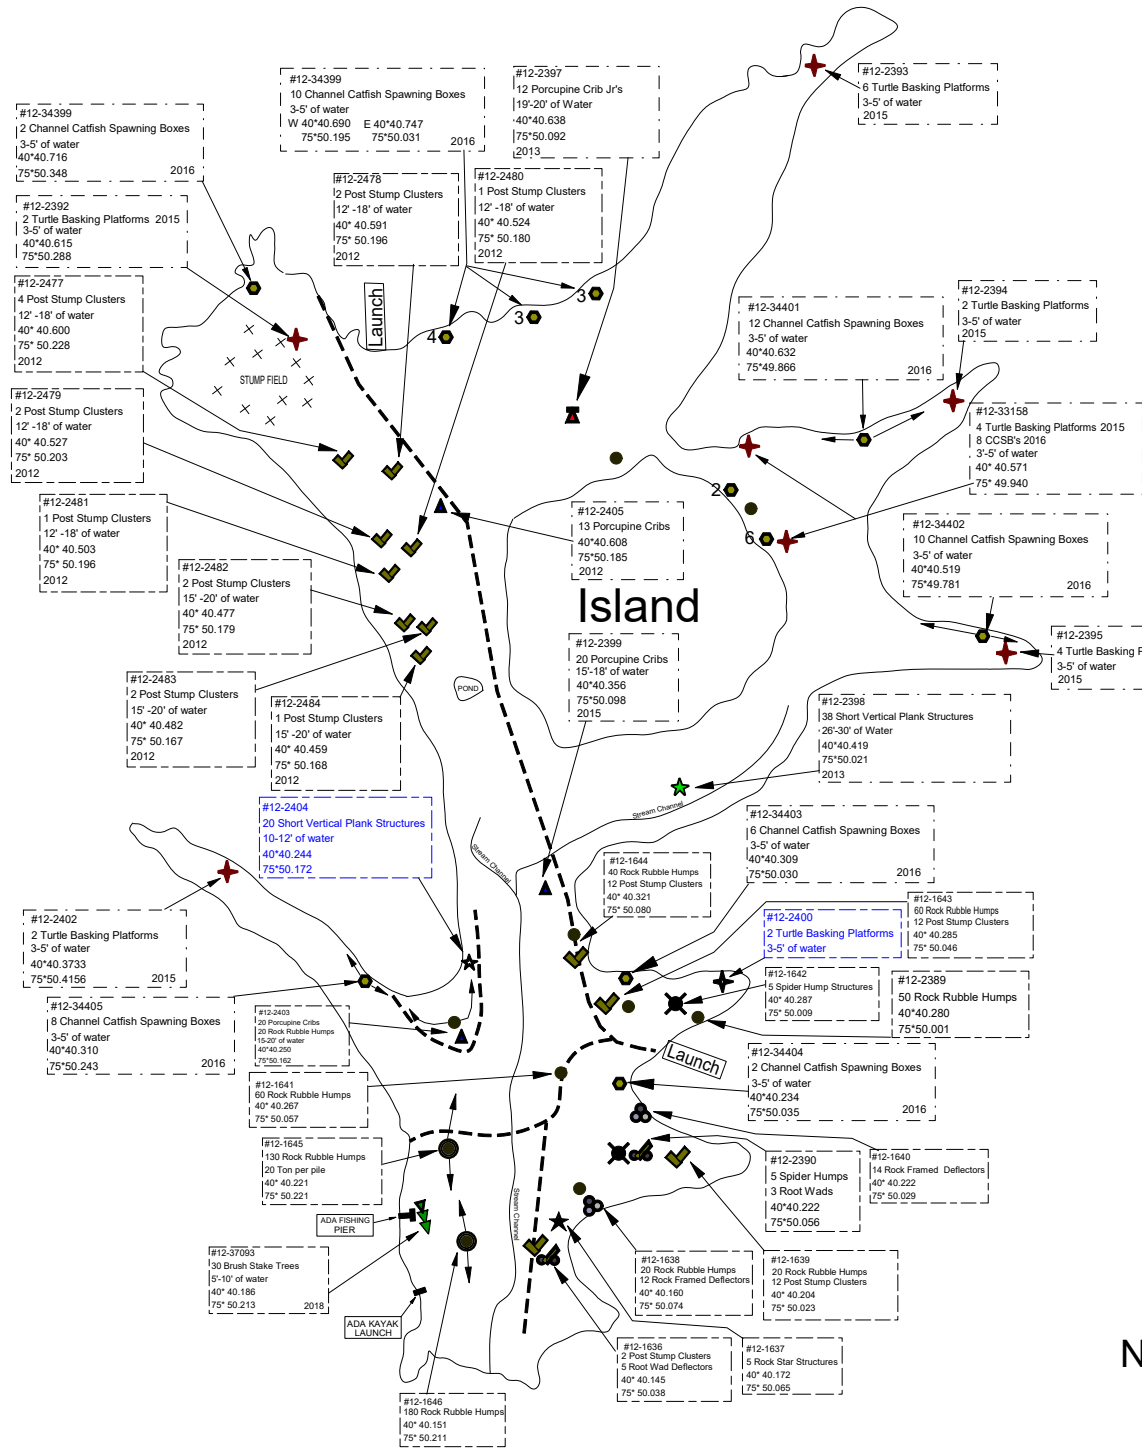 #12-2393
6 Turtle Basking Platforms
3-5' of water
2015
#12-2397
12 Porcupine Crib Jr's
19'-20' of Water
40*40.638
75*50.092
2013
#12-34399
10 Channel Catfish Spawning Boxes
3-5' of water
W 40*40.690 E 40*40.747
75*50.195 75*50.031
2016
#12-34399
2 Channel Catfish Spawning Boxes
3-5' of water
40*40.716
75*50.348
2016
#12-2478
2 Post Stump Clusters
12' -18' of water
40* 40.591
75* 50.196
2012
#12-2480
1 Post Stump Clusters
12' -18' of water
40* 40.524
75* 50.180
2012
#12-2392
2 Turtle Basking Platforms 2015
3-5' of water
40*40.615
75*50.288
#12-2477
4 Post Stump Clusters
12' -18' of water
40* 40.600
75* 50.228
2012
Launch
4
3
3
#12-2394
2 Turtle Basking Platforms
3-5' of water
2015
#12-34401
12 Channel Catfish Spawning Boxes
3-5' of water
40*40.632
75*49.866
2016
STUMP FIELD
#12-2479
2 Post Stump Clusters
12' -18' of water
40* 40.527
75* 50.203
2012
#12-33158
4 Turtle Basking Platforms 2015
8 CCSB's 2016
3'-5' of water
40* 40.571
75* 49.940
2
6
#12-2481
1 Post Stump Clusters
12' -18' of water
40* 40.503
75* 50.196
2012
#12-2405
13 Porcupine Cribs
40*40.608
75*50.185
2012
#12-34402
10 Channel Catfish Spawning Boxes
3-5' of water
40*40.519
75*49.781
2016
Island
#12-2482
2 Post Stump Clusters
15' -20' of water
40* 40.477
75* 50.179
2012
#12-2395
4 Turtle Basking P
3-5' of water
2015
#12-2399
20 Porcupine Cribs
15'-18' of water
40*40.356
75*50.098
2015
#12-2483
2 Post Stump Clusters
15' -20' of water
40* 40.482
75* 50.167
2012
POND
#12-2484
1 Post Stump Clusters
15' -20' of water
40* 40.459
75* 50.168
2012
#12-2398
38 Short Vertical Plank Structures
26'-30' of Water
40*40.419
75*50.021
2013
Stream Channel
#12-2404
20 Short Vertical Plank Structures
10-12' of water
40*40.244
75*50.172
Stream Channel
#12-34403
6 Channel Catfish Spawning Boxes
3-5' of water
40*40.309
75*50.030
2016
#12-1644
40 Rock Rubble Humps
12 Post Stump Clusters
40* 40.321
75* 50.080
#12-1643
60 Rock Rubble Humps
12 Post Stump Clusters
40* 40.285
75* 50.046
#12-2402
2 Turtle Basking Platforms
3-5' of water
40*40.3733
75*50.4156
2015
#12-2400
2 Turtle Basking Platforms
3-5' of water
#12-1642
5 Spider Hump Structures
40* 40.287
75* 50.009
#12-2389
50 Rock Rubble Humps
40*40.280
75*50.001
#12-34405
8 Channel Catfish Spawning Boxes
3-5' of water
40*40.310
75*50.243
2016
#12-2403
20 Porcupine Cribs
20 Rock Rubble Humps
15-20' of water
40*40.250
75*50.162
Launch
#12-34404
2 Channel Catfish Spawning Boxes
3-5' of water
40*40.234
75*50.035
2016
#12-1641
60 Rock Rubble Humps
40* 40.267
75* 50.057
#12-1645
130 Rock Rubble Humps
20 Ton per pile
40* 40.221
75* 50.221
#12-2390
5 Spider Humps
3 Root Wads
40*40.222
75*50.056
#12-1640
14 Rock Framed Deflectors
40* 40.222
75* 50.029
Stream Channel
ADA FISHING
PIER
#12-37093
30 Brush Stake Trees
5'-10' of water
40* 40.186
75* 50.213
2018
#12-1638
20 Rock Rubble Humps
12 Rock Framed Deflectors
40* 40.160
75* 50.074
#12-1639
20 Rock Rubble Humps
12 Post Stump Clusters
40* 40.204
75* 50.023
ADA KAYAK
LAUNCH
#12-1636
2 Post Stump Clusters
5 Root Wad Deflectors
40* 40.145
75* 50.038
#12-1637
5 Rock Star Structures
40* 40.172
75* 50.065
N
#12-1646
180 Rock Rubble Humps
40* 40.151
75* 50.211